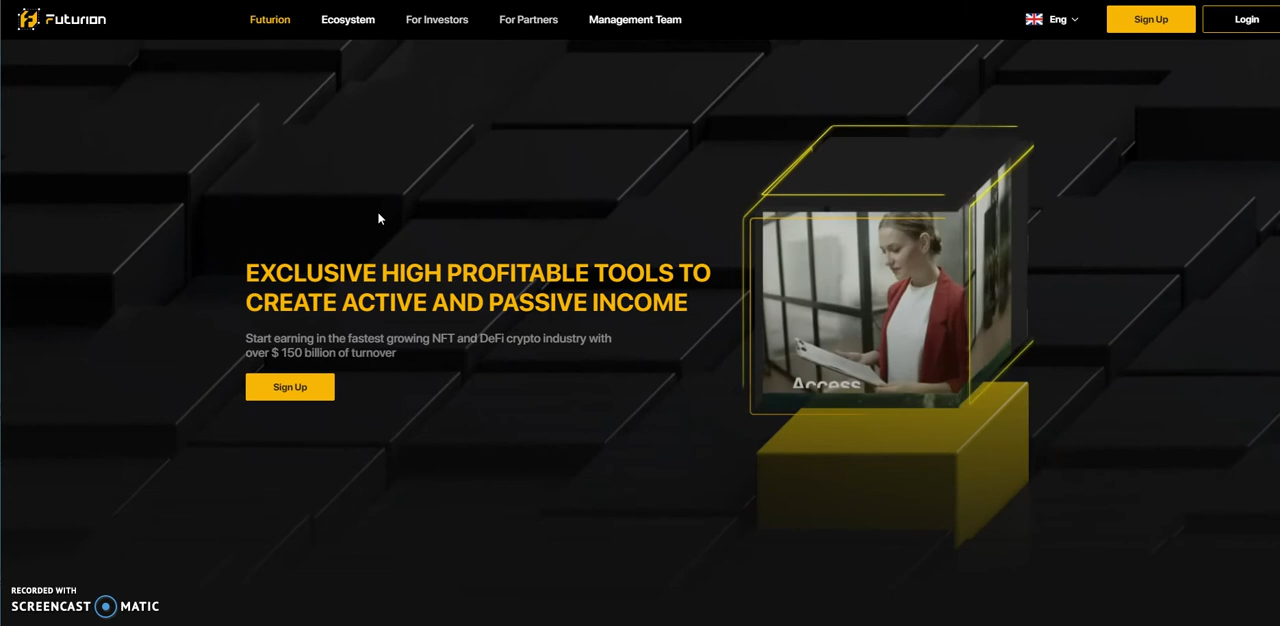 Futurion
Futurion
Ecosystem
For Investors
For Partners
Management Team
Eng
Sign Up
Login
EXCLUSIVE HIGH PROFITABLE TOOLS TO
CREATE ACTIVE AND PASSIVE INCOME
Start earning in the fastest growing NFT and DeFi crypto industry with
over $ 150 billion of turnover
Sign Up
Access
RECORDED WITH
SCREENCAST MATIC